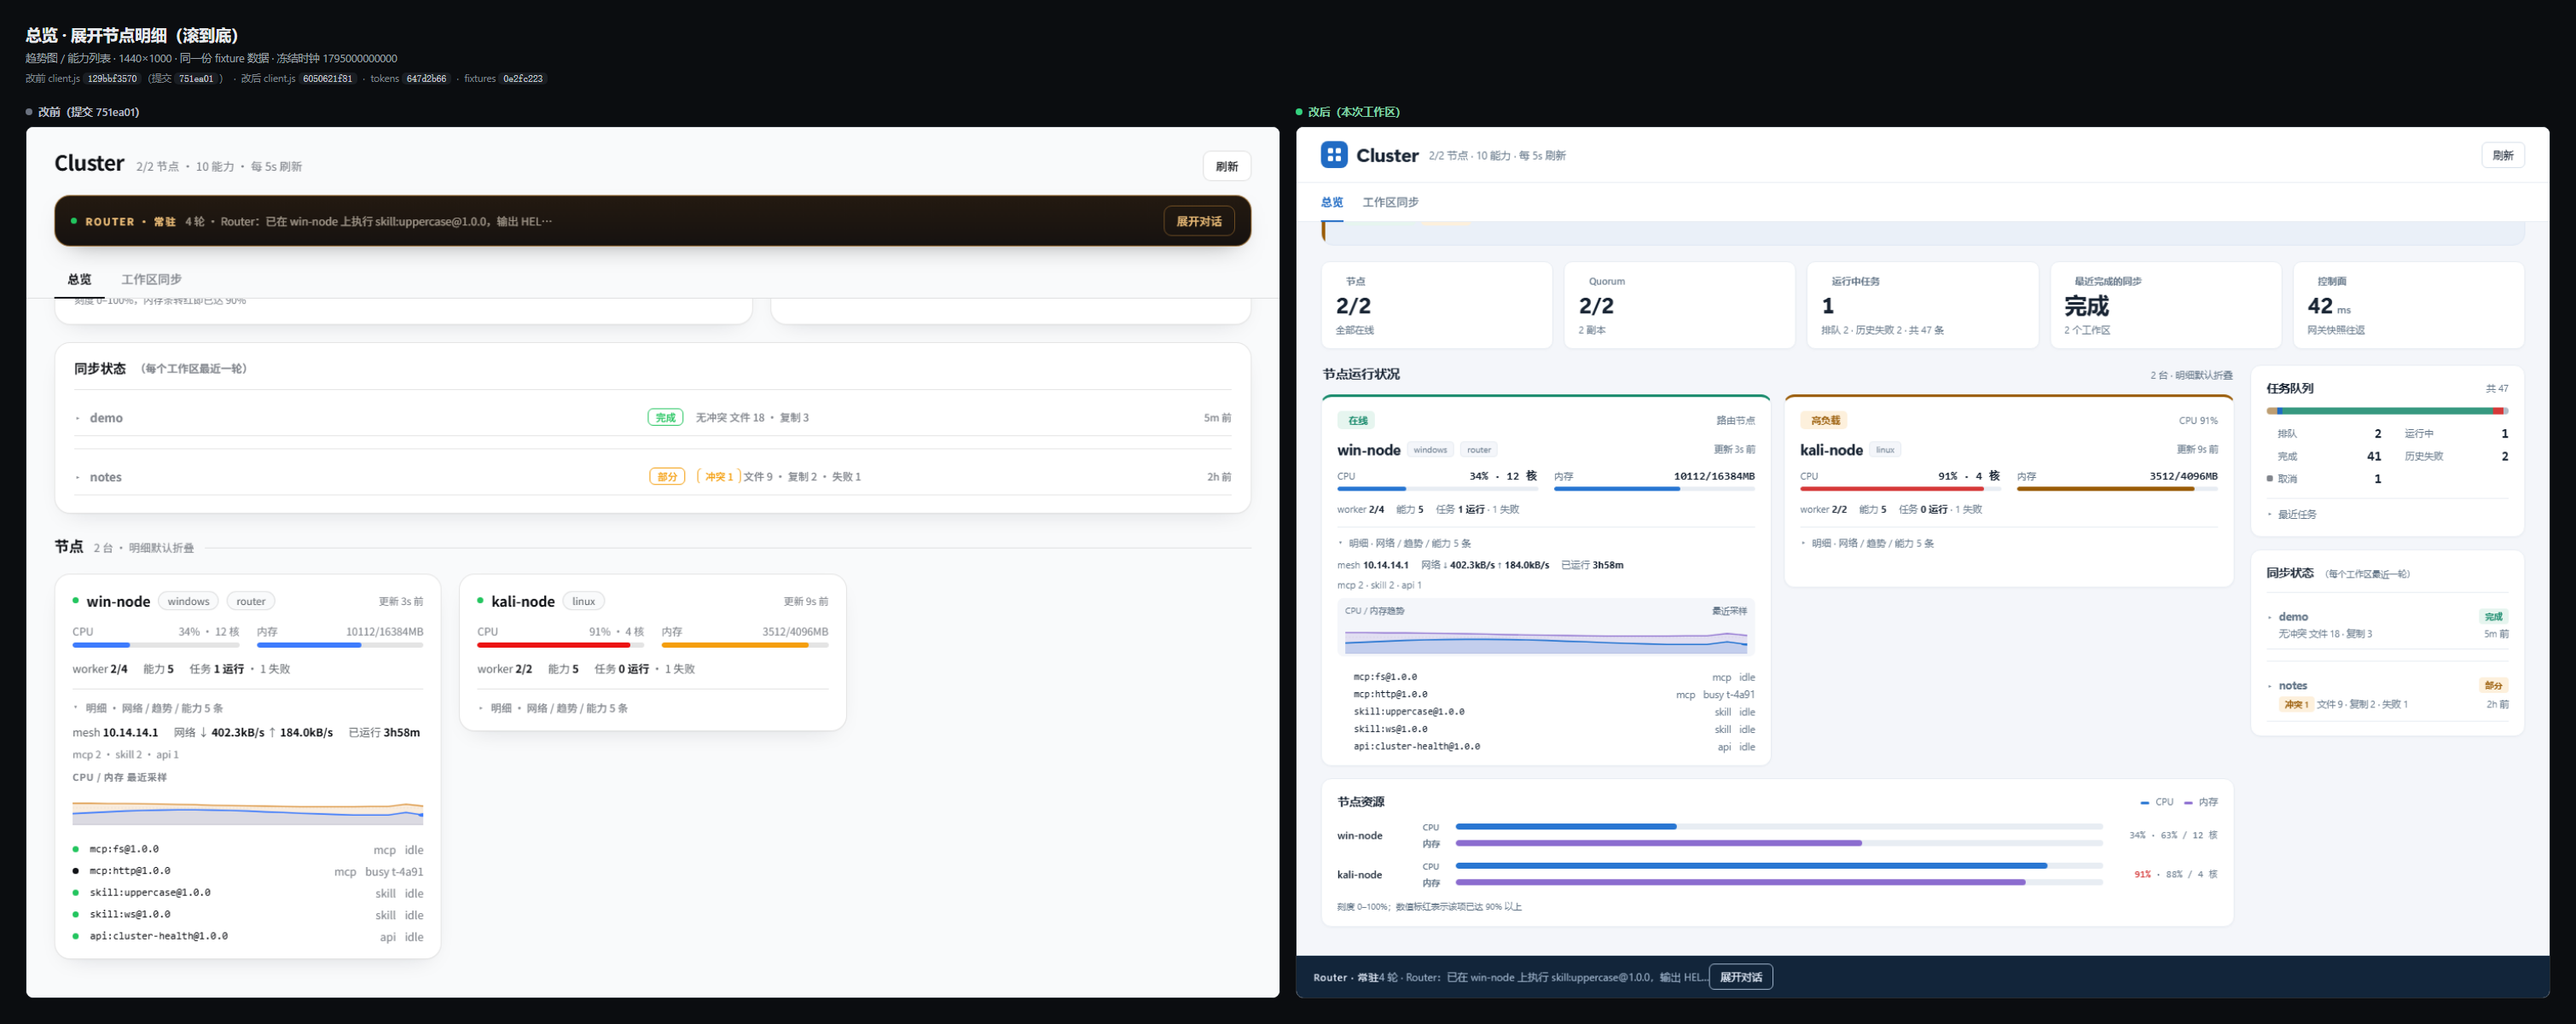 总览 · 展开节点明细（滚到底）
趋势图 / 能力列表 · 1440×1000 · 同一份 fixture 数据 · 冻结时钟 1795000000000
改前 client.js 129bbf3570 （提交 751ea01） · 改后 client.js 6050621f81 · tokens 647d2b66 · fixtures 0e2fc223
改前（提交 751ea01）
Cluster 2/2 节点 · 10 能力 · 每 5s 刷新
刷新
ROUTER · 常驻 4 轮 · Router：已在 win-node 上执行 skill:uppercase@1.0.0，输出 HEL…
展开对话
总览 工作区同步
刻度 0–100%，内存条转红即已达 90%
同步状态 （每个工作区最近一轮）
demo 完成 无冲突 文件 18 · 复制 3 5m 前
notes 部分 冲突 1 文件 9 · 复制 2 · 失败 1 2h 前
节点 2 台 · 明细默认折叠
win-node windows router 更新 3s 前
CPU 34% · 12 核 内存 10112/16384MB
worker 2/4 能力 5 任务 1 运行 · 1 失败
明细 · 网络 / 趋势 / 能力 5 条
mesh 10.14.14.1 网络 ↓ 402.3kB/s ↑ 184.0kB/s 已运行 3h58m
mcp 2 · skill 2 · api 1
CPU / 内存 最近采样
mcp:fs@1.0.0 mcp idle
mcp:http@1.0.0 mcp busy t-4a91
skill:uppercase@1.0.0 skill idle
skill:ws@1.0.0 skill idle
api:cluster-health@1.0.0 api idle
kali-node linux 更新 9s 前
CPU 91% · 4 核 内存 3512/4096MB
worker 2/2 能力 5 任务 0 运行 · 1 失败
明细 · 网络 / 趋势 / 能力 5 条
改后（本次工作区）
Cluster 2/2 节点 · 10 能力 · 每 5s 刷新
刷新
总览 工作区同步
节点
2/2
全部在线
Quorum
2/2
2 副本
运行中任务
1
排队 2 · 历史失败 2 · 共 47 条
最近完成的同步
完成
2 个工作区
控制面
42 ms
网关快照往返
节点运行状况 2 台 · 明细默认折叠
在线 路由节点
win-node windows router 更新 3s 前
CPU 34% · 12 核 内存 10112/16384MB
worker 2/4 能力 5 任务 1 运行 · 1 失败
明细 · 网络 / 趋势 / 能力 5 条
mesh 10.14.14.1 网络 ↓ 402.3kB/s ↑ 184.0kB/s 已运行 3h58m
mcp 2 · skill 2 · api 1
CPU / 内存趋势 最近采样
mcp:fs@1.0.0 mcp idle
mcp:http@1.0.0 mcp busy t-4a91
skill:uppercase@1.0.0 skill idle
skill:ws@1.0.0 skill idle
api:cluster-health@1.0.0 api idle
高负载 CPU 91%
kali-node linux 更新 9s 前
CPU 91% · 4 核 内存 3512/4096MB
worker 2/2 能力 5 任务 0 运行 · 1 失败
明细 · 网络 / 趋势 / 能力 5 条
任务队列 共 47
排队 2 运行中 1
完成 41 历史失败 2
取消 1
最近任务
同步状态 （每个工作区最近一轮）
demo 完成
无冲突 文件 18 · 复制 3 5m 前
notes 部分
冲突 1 文件 9 · 复制 2 · 失败 1 2h 前
节点资源 CPU 内存
win-node CPU 内存 34% · 63% / 12 核
kali-node CPU 内存 91% · 88% / 4 核
刻度 0–100%；数值标红表示该项已达 90% 以上
Router · 常驻 4 轮 · Router：已在 win-node 上执行 skill:uppercase@1.0.0，输出 HEL… 展开对话